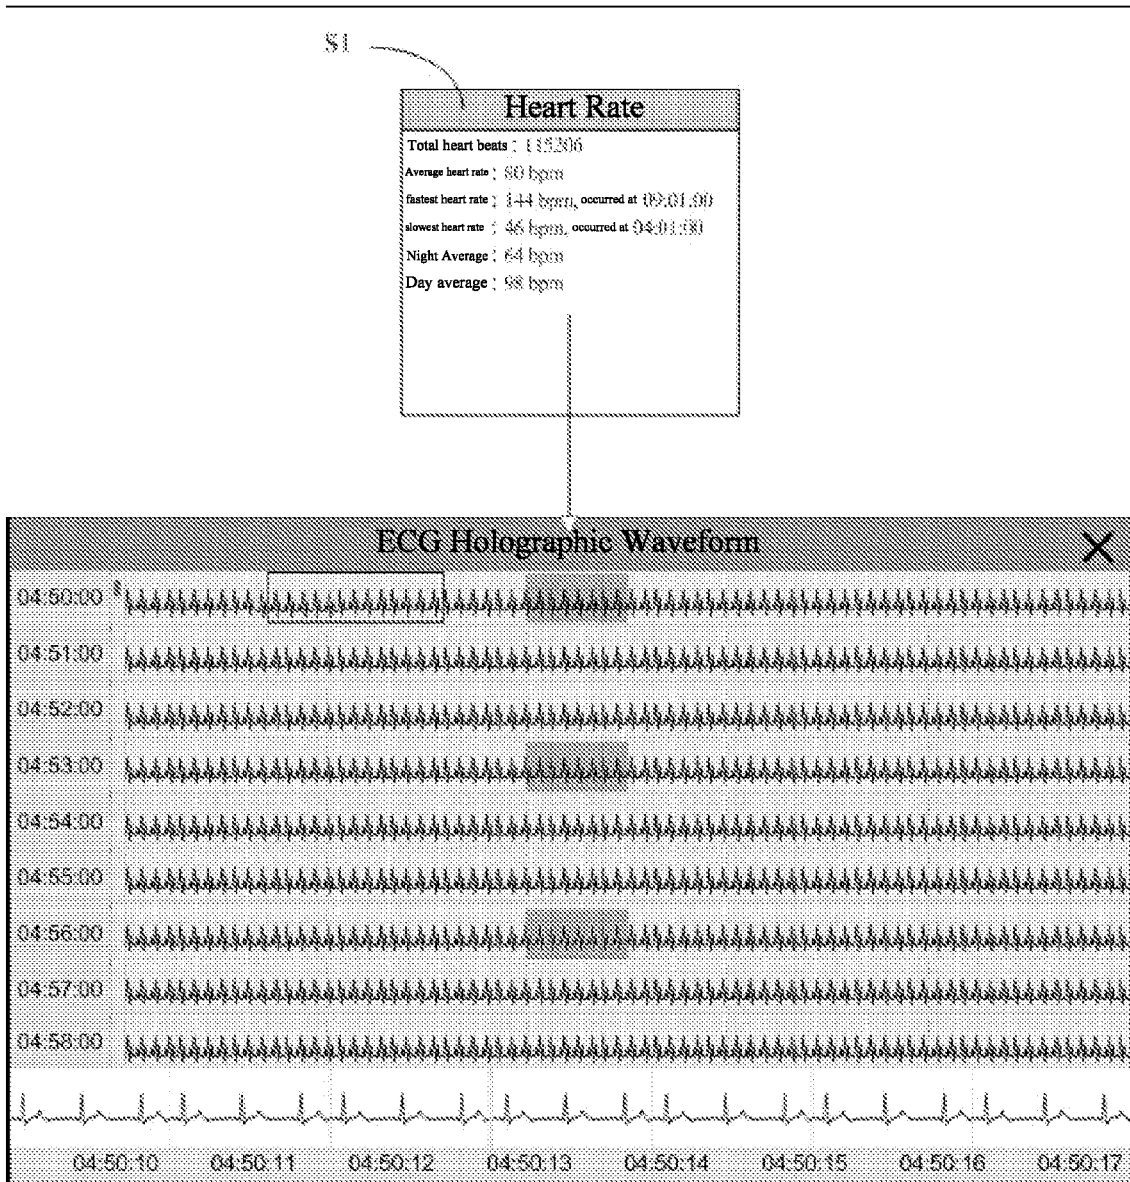 S1
Heart Rate
Total heart beats : 115206
Average heart rate : 80 bpm
fastest heart rate : 144 bpm, occurred at 09:01:00
slowest heart rate : 46 bpm, occurred at 04:01:00
Night Average : 64 bpm
Day average : 98 bpm
ECG Holographic Waveform
04:50:00
04:51:00
04:52:00
04:53:00
04:54:00
04:55:00
04:56:00
04:57:00
04:58:00
04:50:10 04:50:11 04:50:12 04:50:13 04:50:14 04:50:15 04:50:16 04:50:17